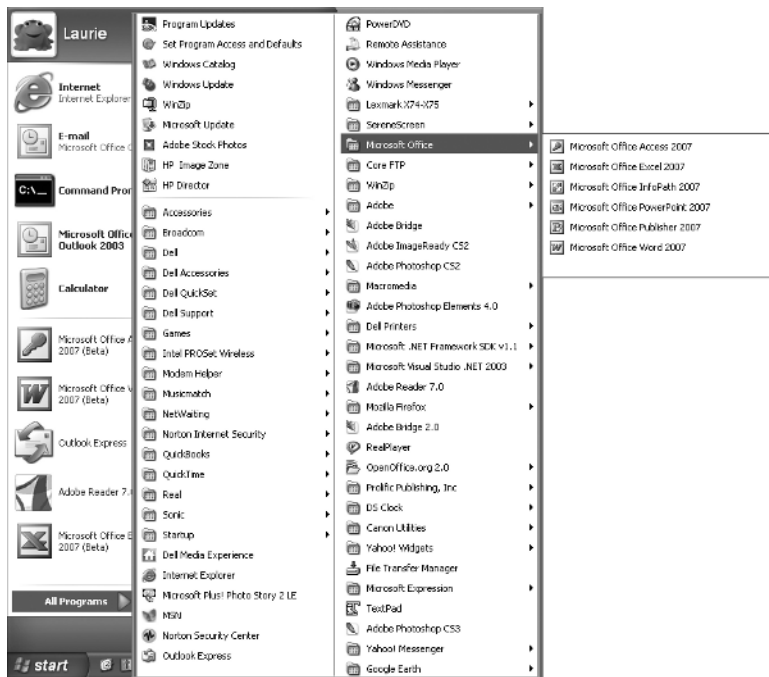 Laurie
Internet
Internet Explorer
E-mail
Microsoft Office
C:\_
Command
Microsoft Office
Outlook 2003
Calculator
Microsoft Office
2007 (Beta)
Microsoft Office
2007 (Beta)
Outlook Express
Adobe Reader 7.
Microsoft Office
2007 (Beta)
All Programs
start
Program Updates
Set Program Access and Defaults
Windows Catalog
Windows Update
WinZip
Microsoft Update
Adobe Stock Photos
HP Image Zone
HP Director
Accessories
Broadcom
Dell
Dell Accessories
Dell QuickSet
Dell Support
Games
Intel PROSet Wireless
Modem Helper
Musicmatch
NetWaiting
Norton Internet Security
QuickBooks
QuickTime
Real
Sonic
Startup
Dell Media Experience
Internet Explorer
Microsoft Plus! Photo Story 2 LE
MSN
Norton Security Center
Outlook Express
PowerDVD
Remote Assistance
Windows Media Player
Windows Messenger
Lexmark X74-X75
SereneScreen
Microsoft Office
Core FTP
WinZip
Adobe
Adobe Bridge
Adobe ImageReady CS2
Adobe Photoshop CS2
Macromedia
Adobe Photoshop Elements 4.0
Dell Printers
Microsoft .NET Framework SDK v1.1
Microsoft Visual Studio .NET 2003
Adobe Reader 7.0
Mozilla Firefox
Adobe Bridge 2.0
RealPlayer
OpenOffice.org 2.0
Prolific Publishing, Inc
DS Clock
Canon Utilities
Yahoo! Widgets
File Transfer Manager
Microsoft Expression
TextPad
Adobe Photoshop CS3
Yahoo! Messenger
Google Earth
Microsoft Office Access 2007
Microsoft Office Excel 2007
Microsoft Office InfoPath 2007
Microsoft Office PowerPoint 2007
Microsoft Office Publisher 2007
Microsoft Office Word 2007